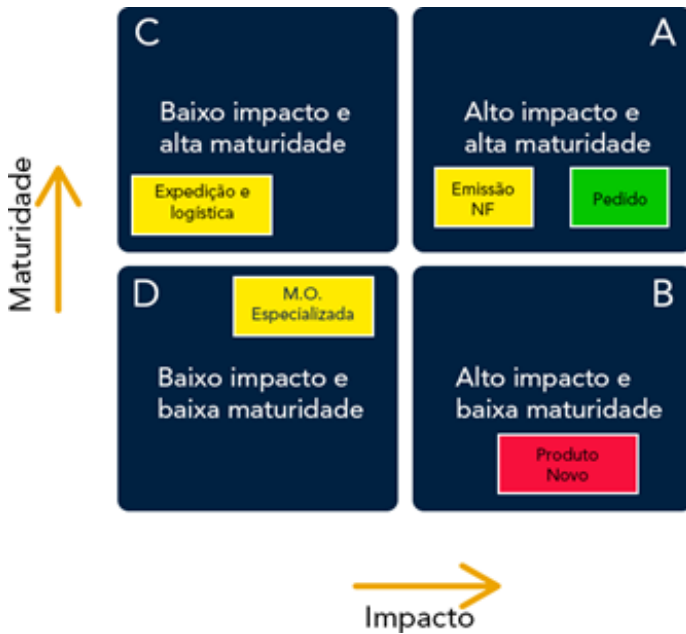 C
Baixo impacto e
alta maturidade
Expedição e
logística
A
Alto impacto e
alta maturidade
Emissão
NF
Pedido
Maturidade
D
M.O.
Especializada
Baixo impacto e
baixa maturidade
B
Alto impacto e
baixa maturidade
Produto
Novo
Impacto